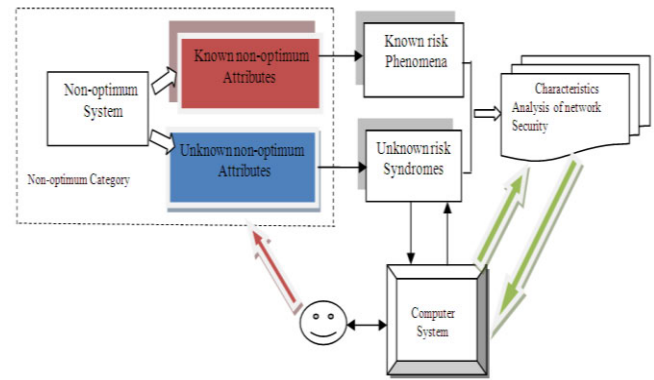 Known non-optimum
Attributes
Known risk
Phenomena
Non-optimum
System
Characteristics
Analysis of network
Security
Unknown non-optimum
Attributes
Unknown risk
Syndromes
Non-optimum Category
Computer
System